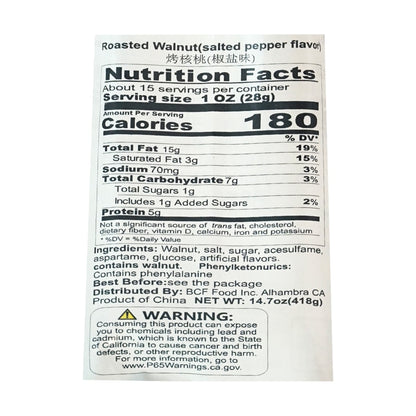 Roasted Walnut(salted pepper flavor)
烤核桃(椒盐味)
Nutrition Facts
About 15 servings per container
Serving size 1 OZ (28g)
Amount Per Serving
Calories 180
% DV*
Total Fat 15g 19%
Saturated Fat 3g 15%
Sodium 70mg 3%
Total Carbohydrate 7g 3%
Total Sugars 1g
Includes 1g Added Sugars 2%
Protein 5g
Not a significant source of trans fat, cholesterol,
dietary fiber, vitamin D, calcium, iron and potassium
* %DV = %Daily Value
Ingredients: Walnut, salt, sugar, acesulfame,
aspartame, glucose, artificial flavors.
contains walnut. Phenylketonurics:
Contains phenylalanine
Best Before:see the package
Distributed By: BCF Food Inc. Alhambra CA
Product of China NET WT: 14.7oz(418g)
WARNING:
Consuming this product can expose
you to chemicals including lead and
cadmium, which is known to the State
of California to cause cancer and birth
defects, or other reproductive harm.
For more information, go to
www.P65Warnings.ca.gov.